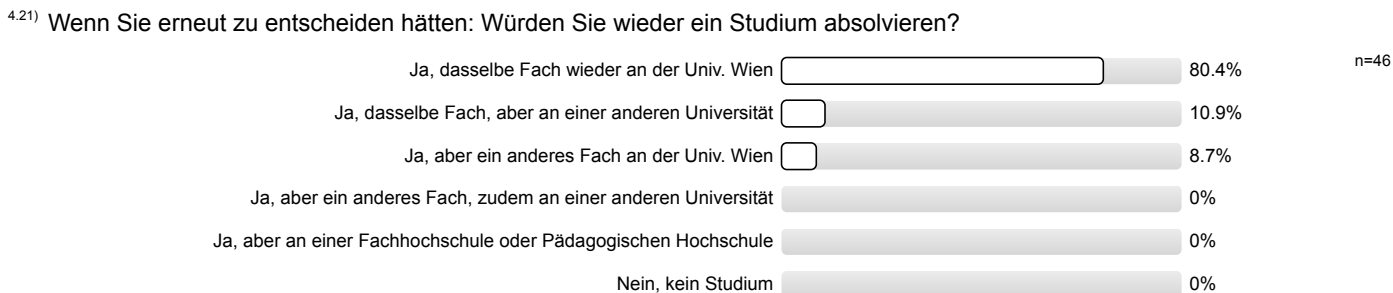 4.21) Wenn Sie erneut zu entscheiden hätten: Würden Sie wieder ein Studium absolvieren?
Ja, dasselbe Fach wieder an der Univ. Wien 80.4% n=46
Ja, dasselbe Fach, aber an einer anderen Universität 10.9%
Ja, aber ein anderes Fach an der Univ. Wien 8.7%
Ja, aber ein anderes Fach, zudem an einer anderen Universität 0%
Ja, aber an einer Fachhochschule oder Pädagogischen Hochschule 0%
Nein, kein Studium 0%